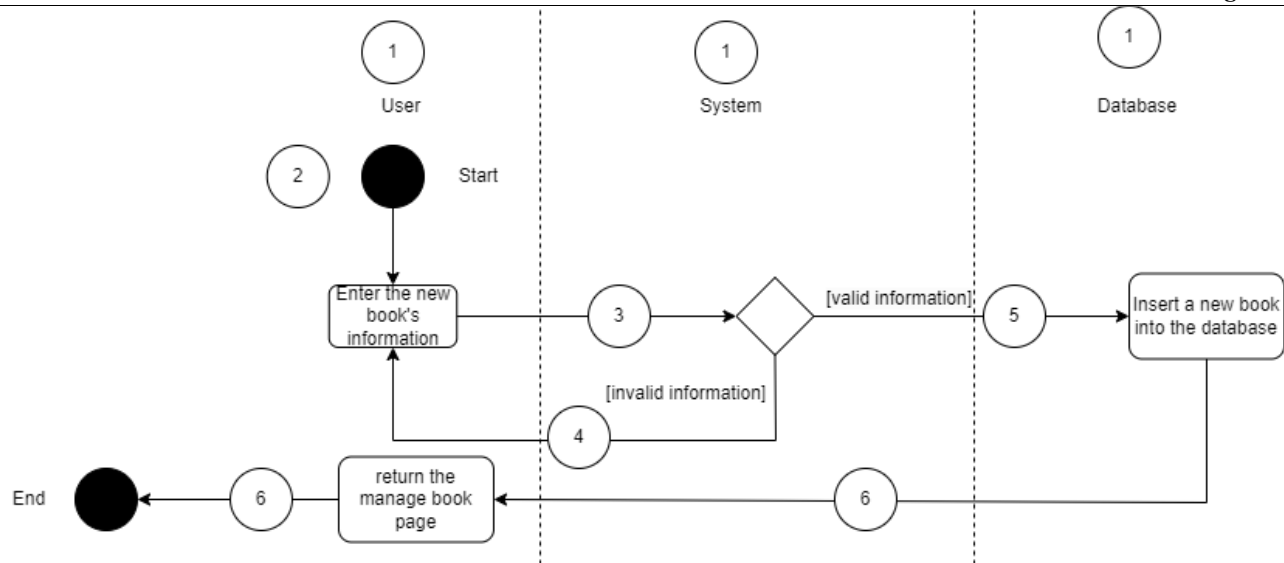 1
1
1
User
System
Database
2
Start
Enter the new
book's
information
3
[valid information]
5
Insert a new book
into the database
[invalid information]
4
End
6
return the
manage book
page
6